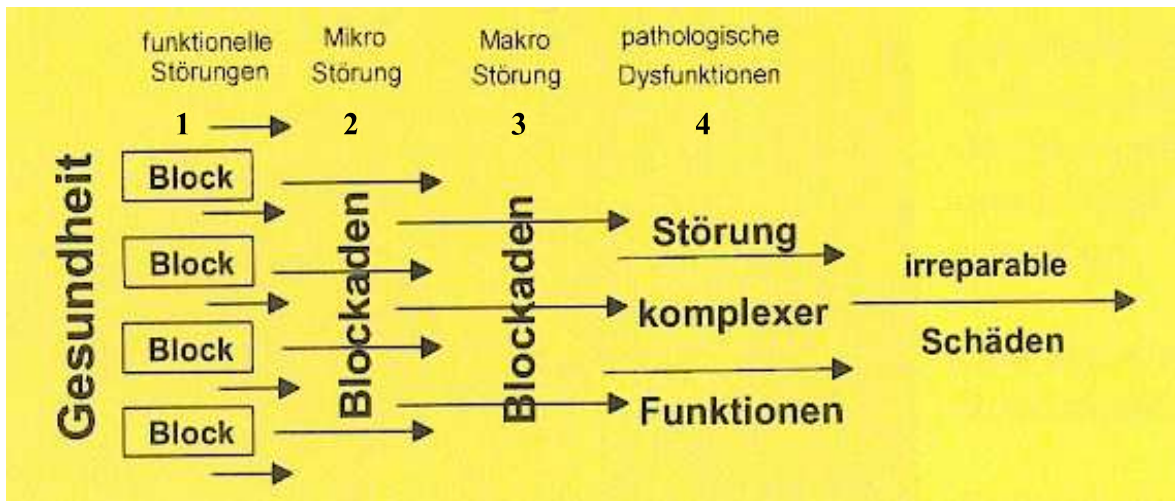 funktionelle
Störungen
Mikro
Störung
Makro
Störung
pathologische
Dysfunktionen
1
2
3
4
Gesundheit
Block
Block
Block
Block
Blockaden
Blockaden
Störung
komplexer
Funktionen
irreparable
Schäden